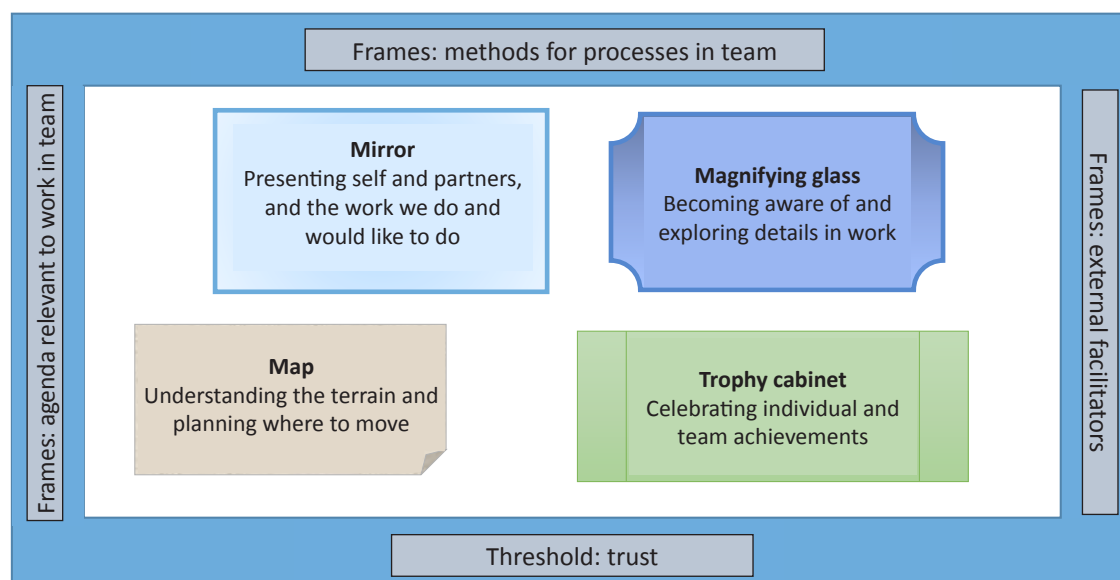 Frames: methods for processes in team
Frames: agenda relevant to work in team
Mirror
Presenting self and partners,
and the work we do and
would like to do
Magnifying glass
Becoming aware of and
exploring details in work
Frames: external facilitators
Map
Understanding the terrain and
planning where to move
Trophy cabinet
Celebrating individual and
team achievements
Threshold: trust